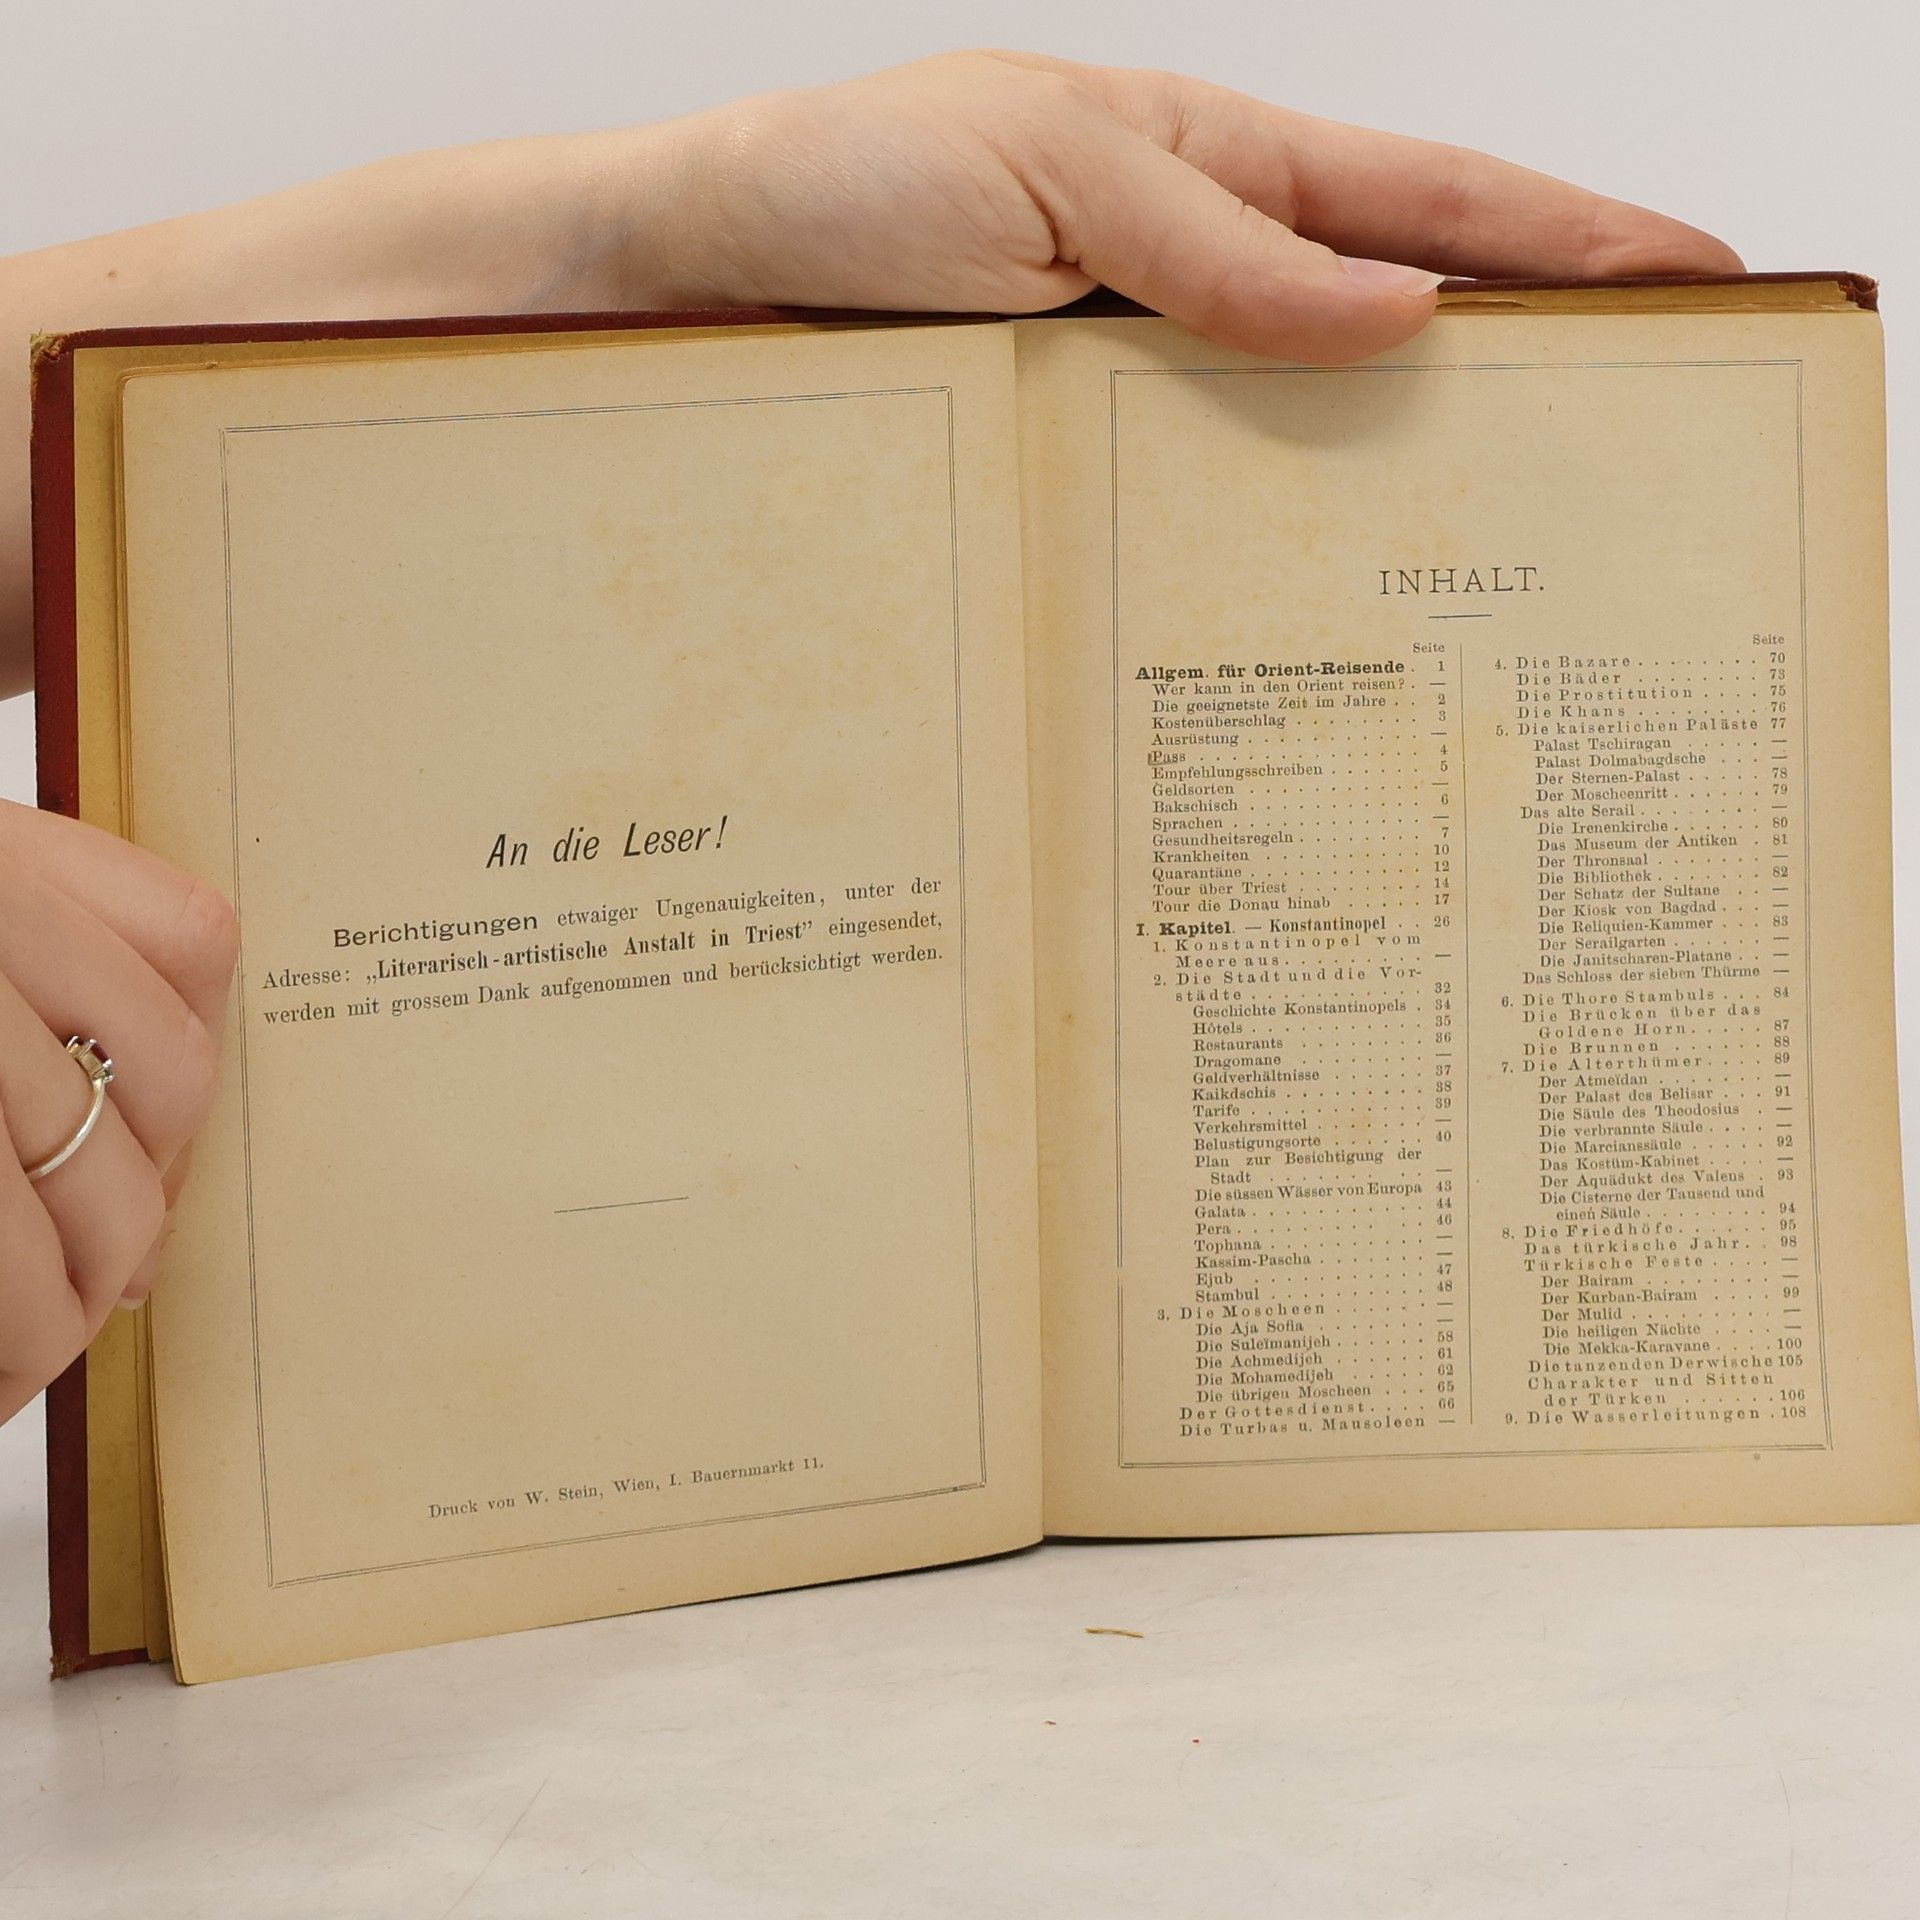 An die Leser!
Berichtigungen etwaiger Ungenauigkeiten, unter der
Adresse: „Literarisch-artistische Anstalt in Triest” eingesendet,
werden mit grossem Dank aufgenommen und berücksichtigt werden.
Druck von W. Stein, Wien, I. Bauernmarkt 11.
INHALT.
Seite
Allgem. für Orient-Reisende . 1
Wer kann in den Orient reisen? . —
Die geeignetste Zeit im Jahre . . 2
Kostenüberschlag . . . . . . . . 3
Ausrüstung . . . . . . . . . . . —
Pass . . . . . . . . . . . . . . 4
Empfehlungsschreiben . . . . . . 5
Geldsorten . . . . . . . . . . . —
Bakschisch . . . . . . . . . . . 6
Sprachen . . . . . . . . . . . . —
Gesundheitsregeln . . . . . . . . 7
Krankheiten . . . . . . . . . . 10
Quarantäne . . . . . . . . . . . 12
Tour über Triest . . . . . . . . 14
Tour die Donau hinab . . . . . 17
I. Kapitel. — Konstantinopel . . 26
1. Konstantinopel vom
Meere aus . . . . . . . . . —
2. Die Stadt und die Vor-
städte . . . . . . . . . . . 32
Geschichte Konstantinopels . 34
Hôtels . . . . . . . . . . . 35
Restaurants . . . . . . . . 36
Dragomane . . . . . . . . —
Geldverhältnisse . . . . . . 37
Kaikdschis . . . . . . . . . 38
Tarife . . . . . . . . . . . 39
Verkehrsmittel . . . . . . . —
Belustigungsorte . . . . . . 40
Plan zur Besichtigung der
Stadt . . . . . . . . . —
Die süssen Wässer von Europa 43
Galata . . . . . . . . . . . 44
Pera . . . . . . . . . . . 46
Tophana . . . . . . . . . . —
Kassim-Pascha . . . . . . . —
Ejub . . . . . . . . . . . 47
Stambul . . . . . . . . . . 48
3. Die Moscheen . . . . . . —
Die Aja Sofia . . . . . . . —
Die Suleïmanijeh . . . . . . 58
Die Achmedijeh . . . . . . 61
Die Mohamedijeh . . . . . 62
Die übrigen Moscheen . . . 65
Der Gottesdienst . . . . 66
Die Turbas u. Mausoleen —
Seite
4. Die Bazare . . . . . . . . 70
Die Bäder . . . . . . . . 73
Die Prostitution . . . . 75
Die Khans . . . . . . . . 76
5. Die kaiserlichen Paläste 77
Palast Tschiragan . . . . . —
Palast Dolmabagdsche . . . —
Der Sternen-Palast . . . . . 78
Der Moscheenritt . . . . . . 79
Das alte Serail . . . . . . . —
Die Irenenkirche . . . . . . 80
Das Museum der Antiken . 81
Der Thronsaal . . . . . . . —
Die Bibliothek . . . . . . . 82
Der Schatz der Sultane . . —
Der Kiosk von Bagdad . . . —
Die Reliquien-Kammer . . . 83
Der Serailgarten . . . . . . —
Die Janitscharen-Platane . . —
Das Schloss der sieben Thürme —
6. Die Thore Stambuls . . . 84
Die Brücken über das
Goldene Horn . . . . . 87
Die Brunnen . . . . . . 88
7. Die Alterthümer . . . . 89
Der Atmeïdan . . . . . . . —
Der Palast des Belisar . . . 91
Die Säule des Theodosius . —
Die verbrannte Säule . . . . —
Die Marcianssäule . . . . . 92
Das Kostüm-Kabinet . . . . —
Der Aquädukt des Valens . 93
Die Cisterne der Tausend und
einen Säule . . . . . . . . 94
8. Die Friedhöfe . . . . . . 95
Das türkische Jahr . . 98
Türkische Feste . . . . —
Der Bairam . . . . . . . . —
Der Kurban-Bairam . . . . 99
Der Mulid . . . . . . . . . —
Die heiligen Nächte . . . . —
Die Mekka-Karavane . . . . 100
Die tanzenden Derwische 105
Charakter und Sitten
der Türken . . . . . . 106
9. Die Wasserleitungen . 108
*